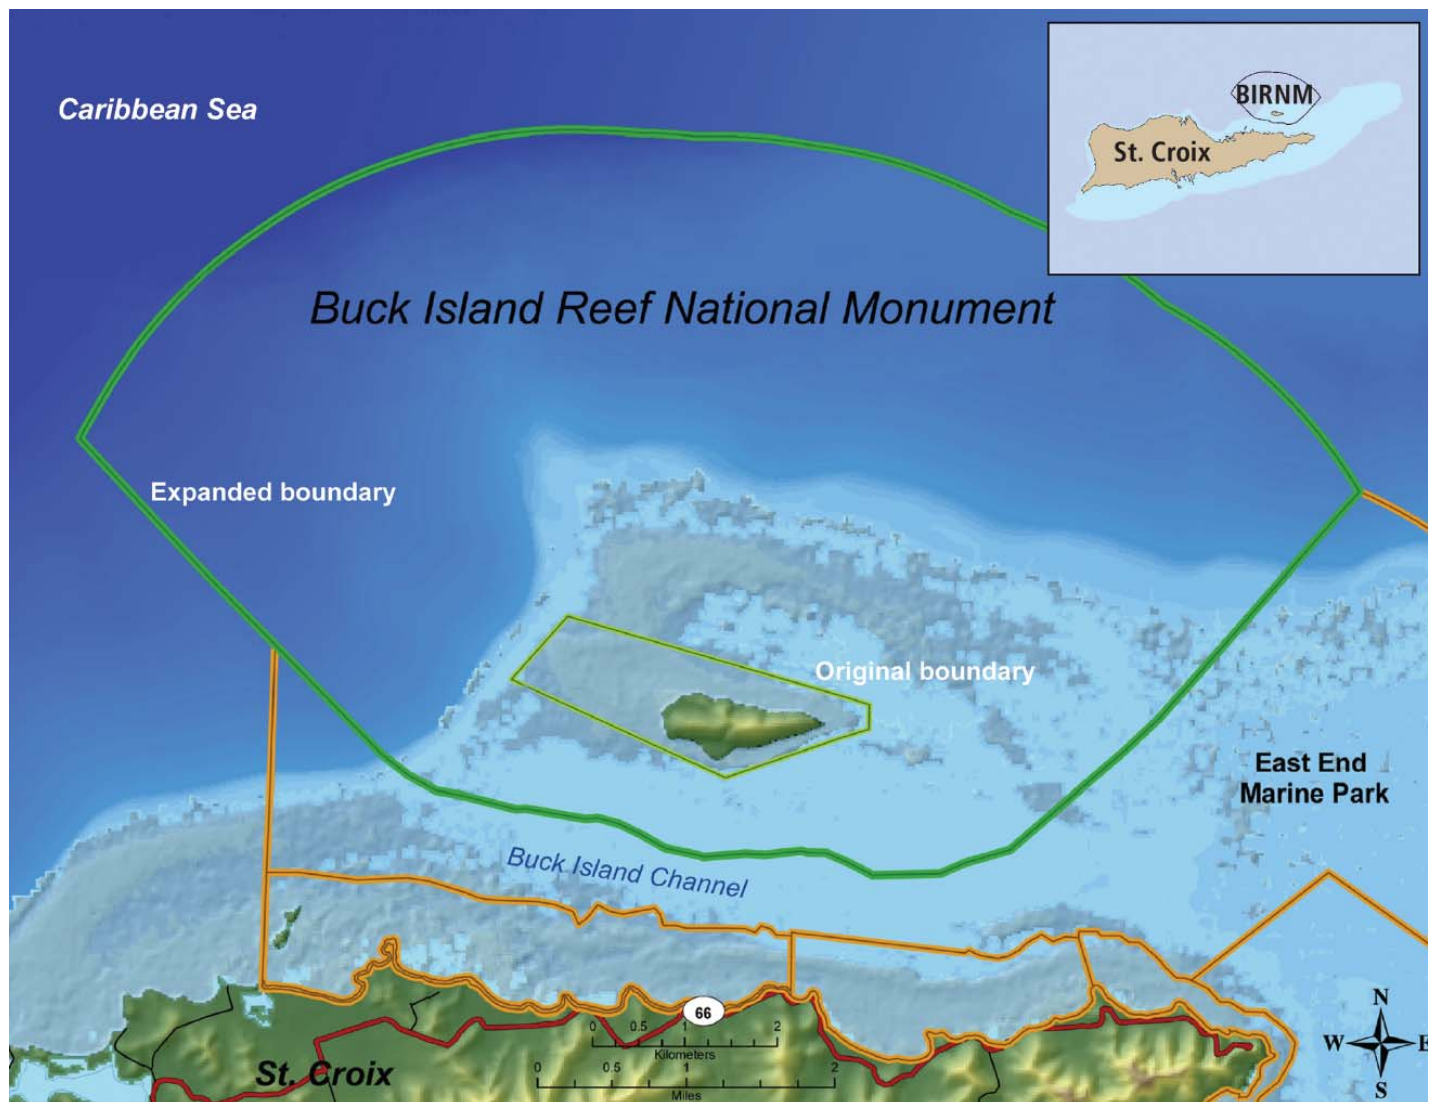 Caribbean Sea
BIRNM
St. Croix
Buck Island Reef National Monument
Expanded boundary
Original boundary
East End
Marine Park
Buck Island Channel
66
0 0.5 1 2
Kilometers
0 0.5 1 2
Miles
St. Croix
N
W E
S